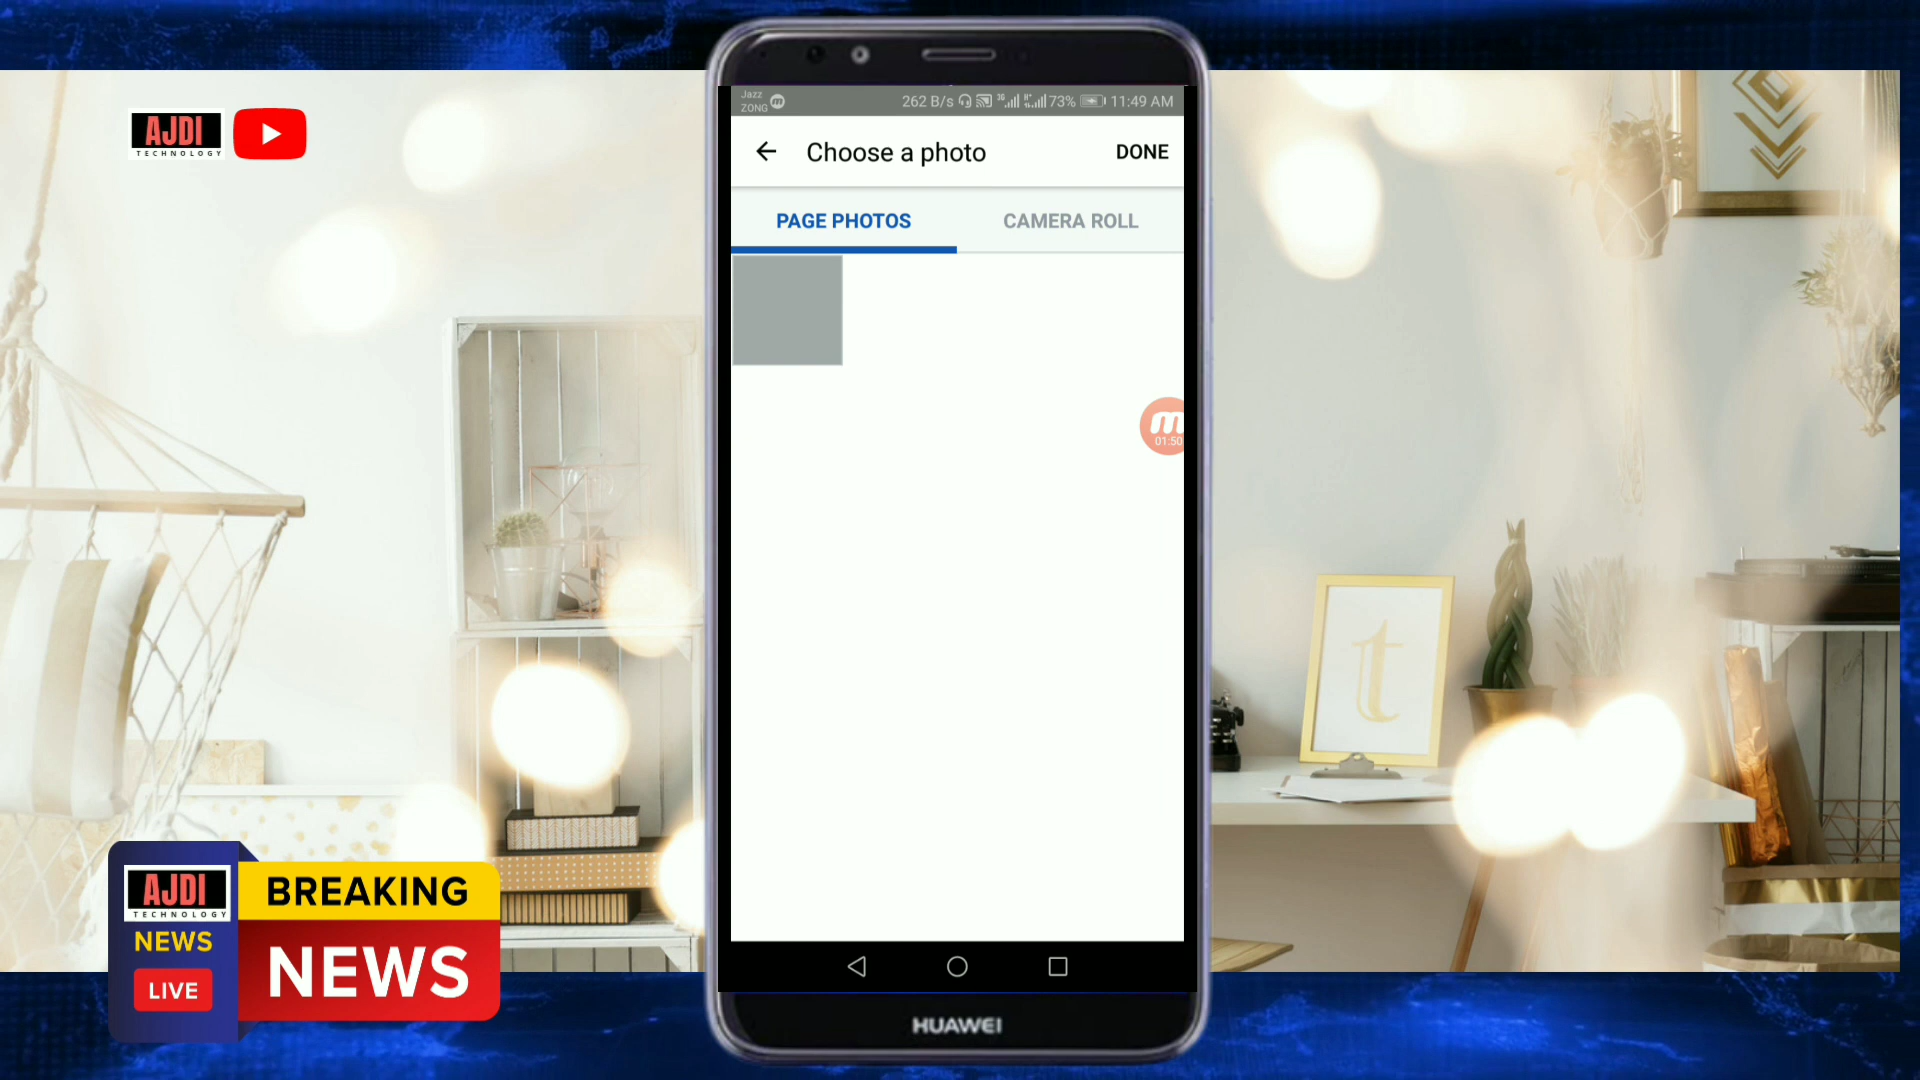 AJDI
TECHNOLOGY
Jazz
ZONG
262 B/s 3G H+ 73% 11:49 AM
Choose a photo
DONE
PAGE PHOTOS
CAMERA ROLL
m
01:50
t
AJDI
TECHNOLOGY
NEWS
LIVE
BREAKING
NEWS
HUAWEI